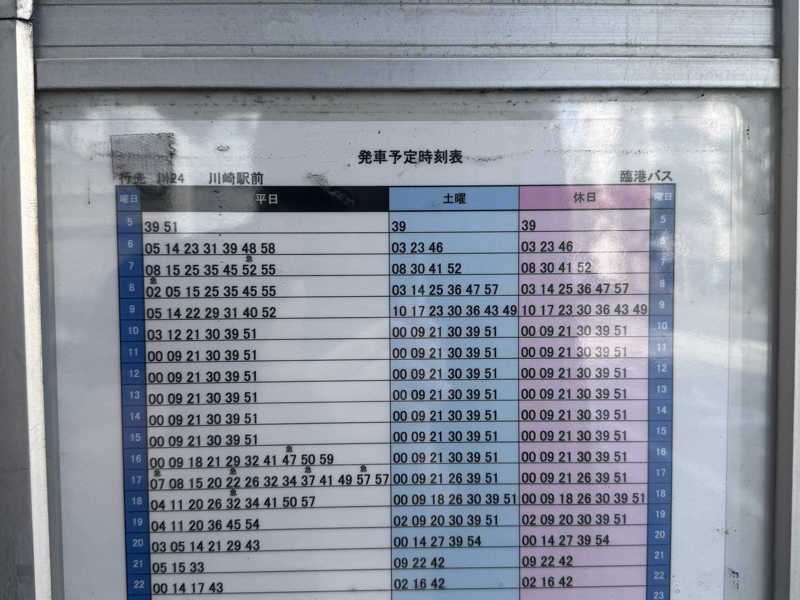 発車予定時刻表
行先 川24 川崎駅前 臨港バス
曜日 平日 土曜 休日 曜日
5 39 51 39 39 5
6 05 14 23 31 39 48 58 03 23 46 03 23 46 6
急
7 08 15 25 35 45 52 55 08 30 41 52 08 30 41 52 7
急
8 02 05 15 25 35 45 55 03 14 25 36 47 57 03 14 25 36 47 57 8
9 05 14 22 29 31 40 52 10 17 23 30 36 43 49 10 17 23 30 36 43 49 9
10 03 12 21 30 39 51 00 09 21 30 39 51 00 09 21 30 39 51 10
11 00 09 21 30 39 51 00 09 21 30 39 51 00 09 21 30 39 51 11
12 00 09 21 30 39 51 00 09 21 30 39 51 00 09 21 30 39 51 12
13 00 09 21 30 39 51 00 09 21 30 39 51 00 09 21 30 39 51 13
14 00 09 21 30 39 51 00 09 21 30 39 51 00 09 21 30 39 51 14
15 00 09 21 30 39 51 00 09 21 30 39 51 00 09 21 30 39 51 15
急
16 00 09 18 21 29 32 41 47 50 59 00 09 21 30 39 51 00 09 21 30 39 51 16
急 急 急 急
17 07 08 15 20 22 26 32 34 37 41 49 57 57 00 09 21 26 39 51 00 09 21 26 39 51 17
急
18 04 11 20 26 32 34 41 50 57 00 09 18 26 30 39 51 00 09 18 26 30 39 51 18
19 04 11 20 36 45 54 02 09 20 30 39 51 02 09 20 30 39 51 19
20 03 05 14 21 29 43 00 14 27 39 54 00 14 27 39 54 20
21 05 15 33 09 22 42 09 22 42 21
22 00 14 17 43 02 16 42 02 16 42 22
23